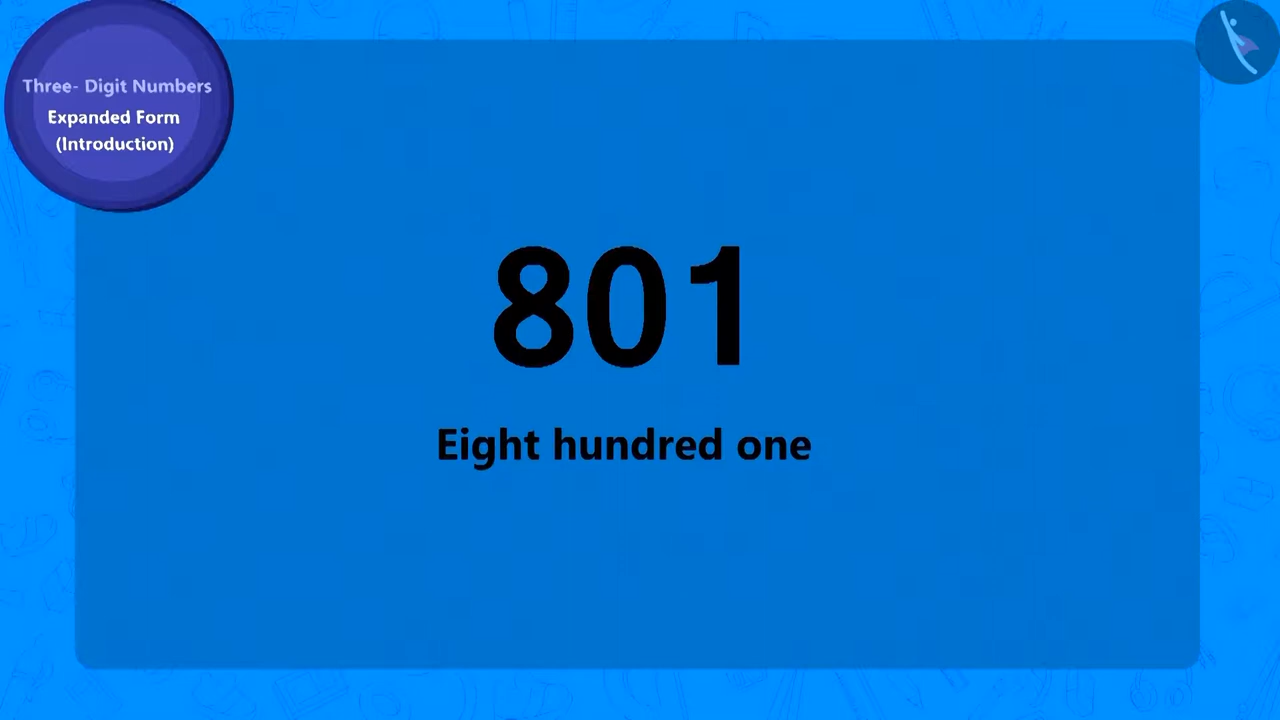 Three- Digit Numbers
Expanded Form
(Introduction)
801
Eight hundred one